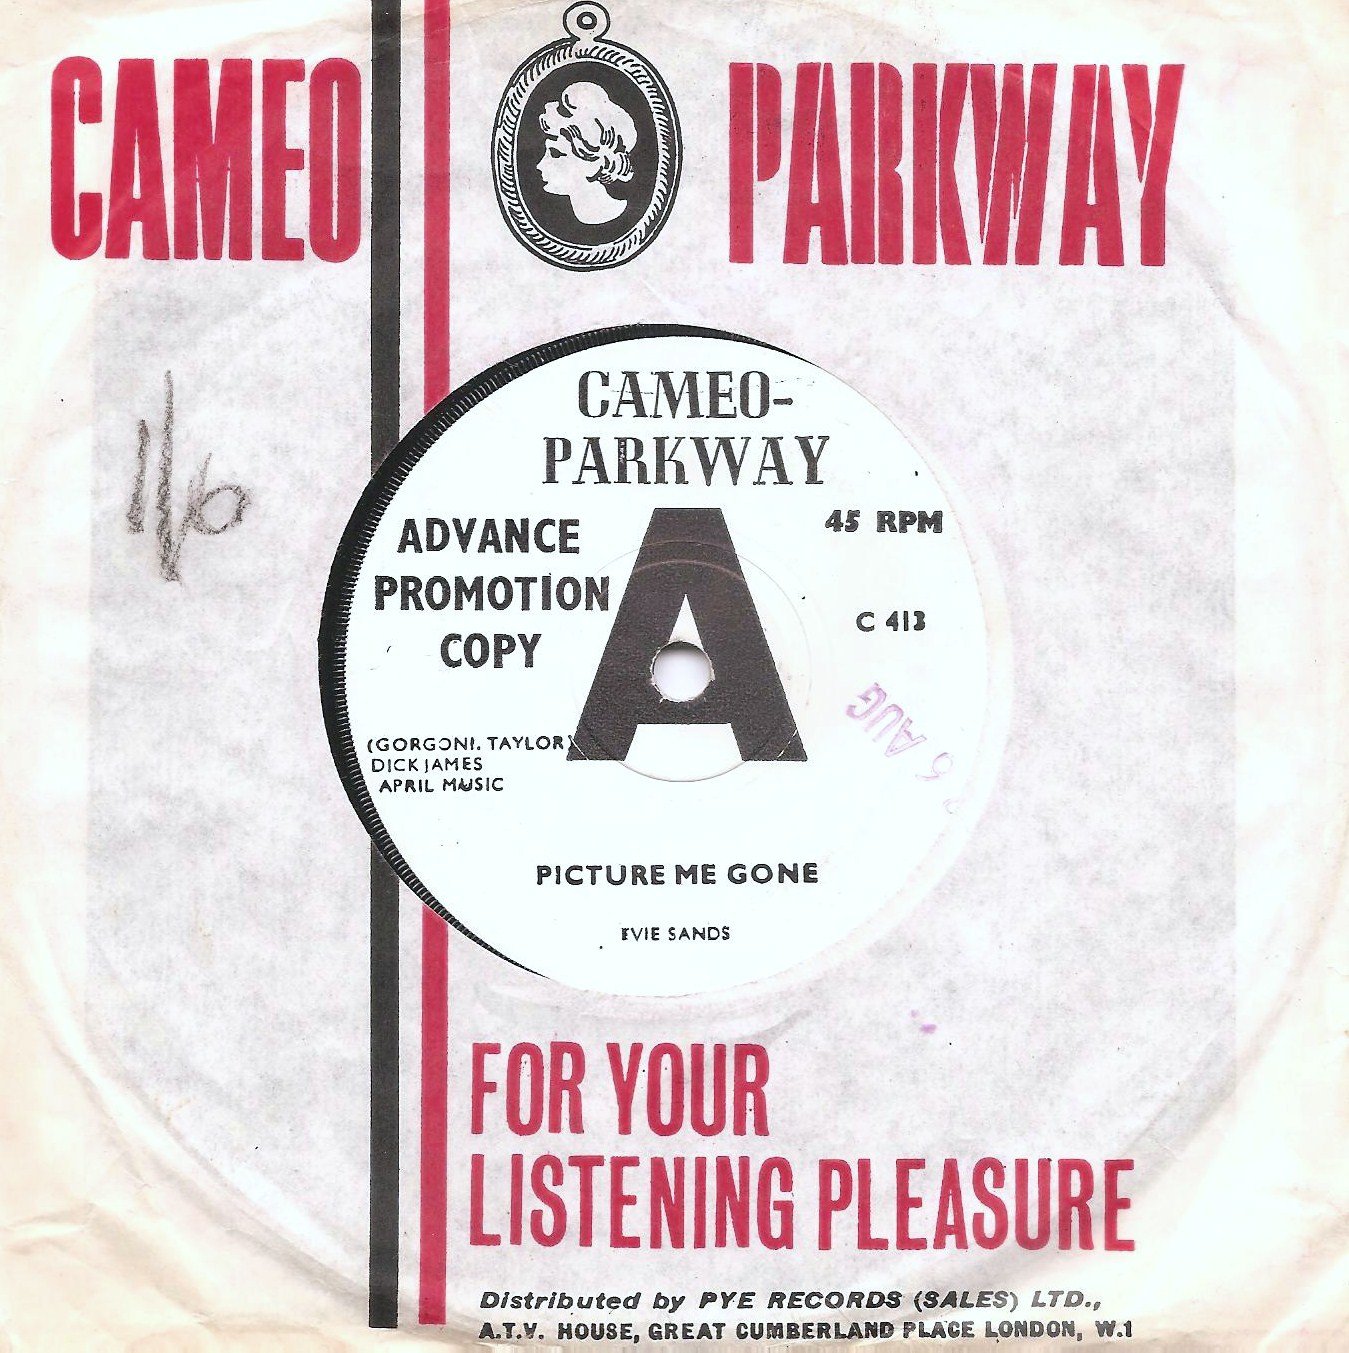 CAMEO PARKWAY
11/6
CAMEO-
PARKWAY
ADVANCE
PROMOTION
COPY
A
45 RPM
C 413
AUG
(GORGONI. TAYLOR)
DICK JAMES
APRIL MUSIC
PICTURE ME GONE
EVIE SANDS
FOR YOUR
LISTENING PLEASURE
Distributed by PYE RECORDS (SALES) LTD.,
A.T.V. HOUSE, GREAT CUMBERLAND PLACE LONDON, W.1